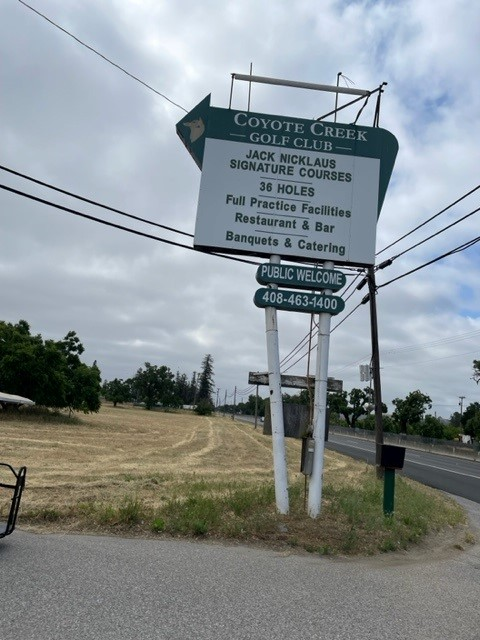 COYOTE CREEK
GOLF CLUB
JACK NICKLAUS
SIGNATURE COURSES
36 HOLES
Full Practice Facilities
Restaurant & Bar
Banquets & Catering
PUBLIC WELCOME
408-463-1400